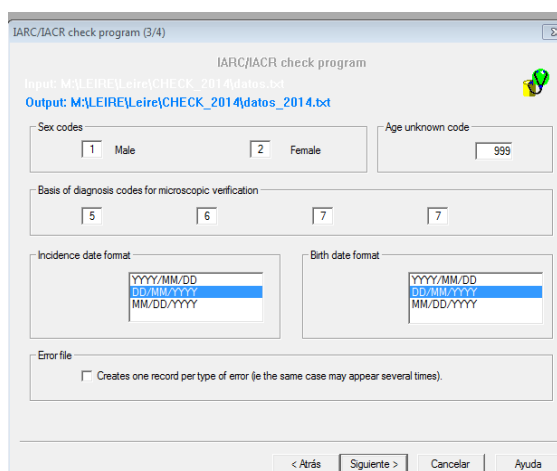 IARC/IACR check program (3/4)
IARC/IACR check program
Input: M:\LEIRE\Leire\CHECK_2014\datos.txt
Output: M:\LEIRE\Leire\CHECK_2014\datos_2014.txt
Sex codes
1 Male 2 Female
Age unknown code
999
Basis of diagnosis codes for microscopic verification
5 6 7 7
Incidence date format
YYYY/MM/DD
DD/MM/YYYY
MM/DD/YYYY
Birth date format
YYYY/MM/DD
DD/MM/YYYY
MM/DD/YYYY
Error file
Creates one record per type of error (ie the same case may appear several times).
< Atrás Siguiente > Cancelar Ayuda